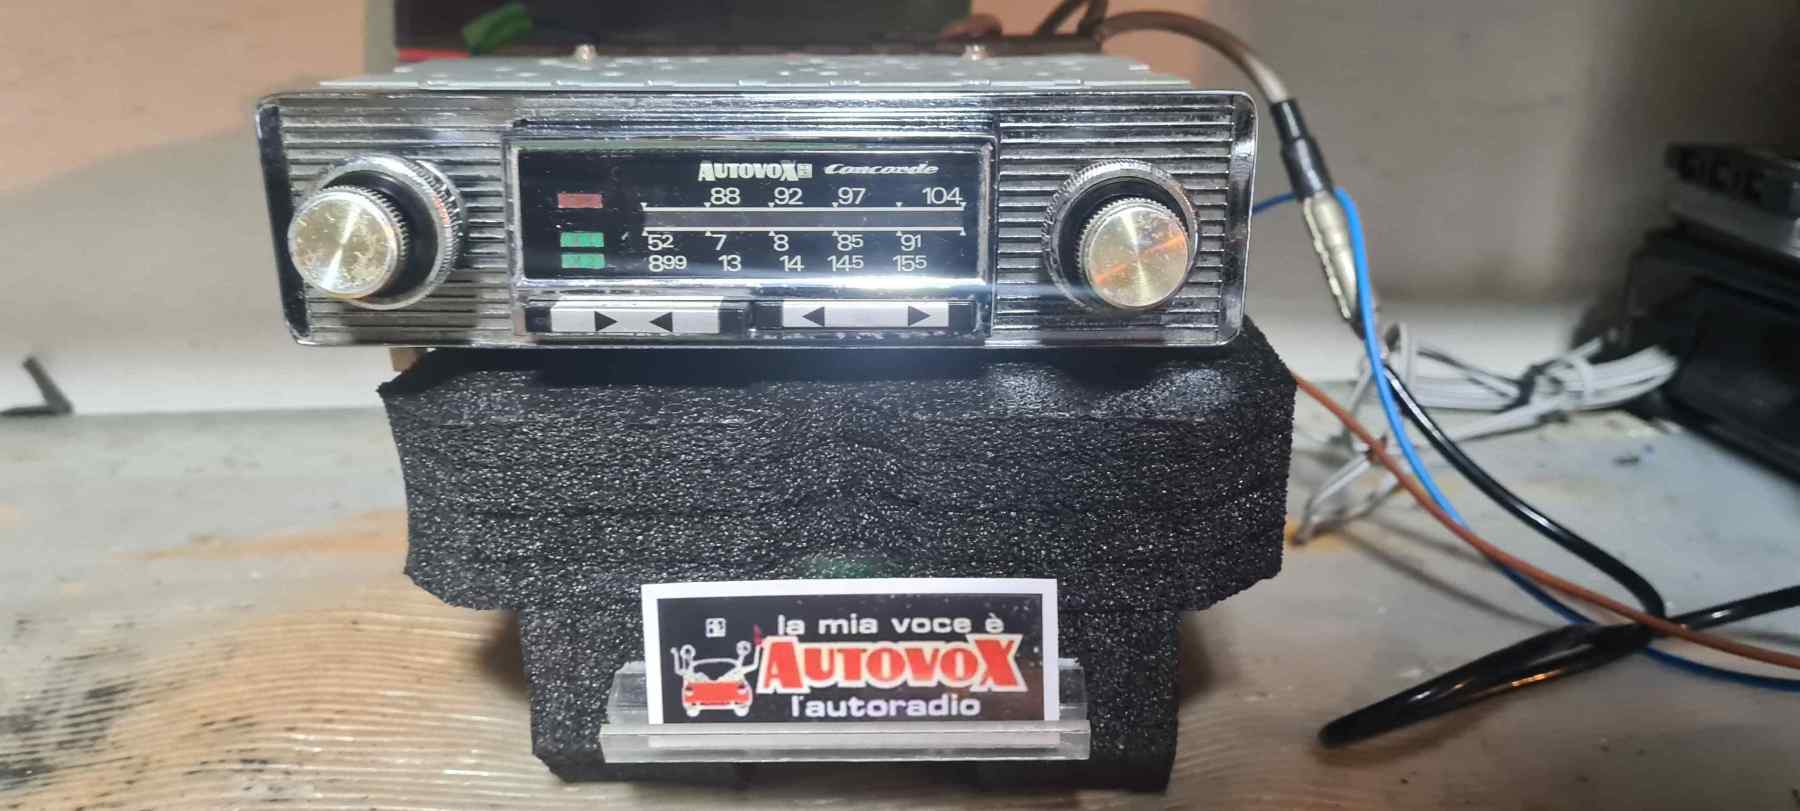 AUTOVOX Concorde
88 92 97 104
52 7 8 85 91
899 13 14 145 155
la mia voce è
AUTOVOX
l'autoradio